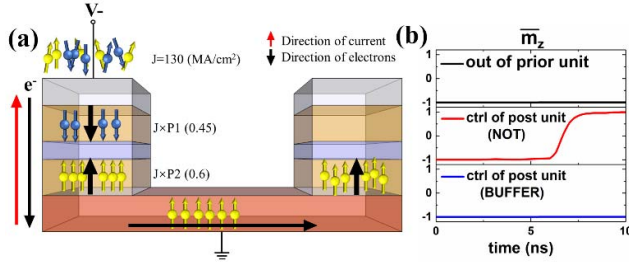 (a)
V-
J=130 (MA/cm²)
Direction of current
Direction of electrons
e⁻
J×P1 (0.45)
J×P2 (0.6)
(b)
m̅z
1
0
-1
out of prior unit
1
0
-1
ctrl of post unit
(NOT)
1
0
-1
ctrl of post unit
(BUFFER)
0
5
10
time (ns)